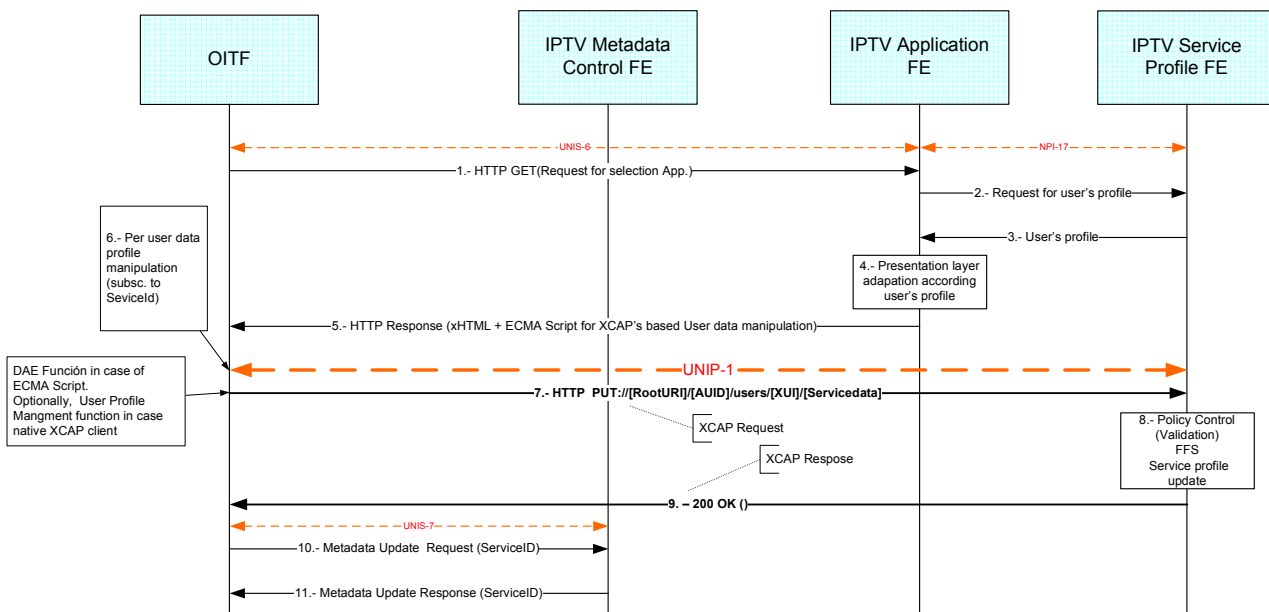 OITF
IPTV Metadata
Control FE
IPTV Application
FE
IPTV Service
Profile FE
UNIS-6
NPI-17
1.- HTTP GET(Request for selection App.)
2.- Request for user's profile
6.- Per user data
profile
manipulation
(subsc. to
SeviceId)
3.- User's profile
4.- Presentation layer
adapation according
user's profile
5.- HTTP Response (xHTML + ECMA Script for XCAP's based User data manipulation)
DAE Función in case of
ECMA Script.
Optionally, User Profile
Mangment function in case
native XCAP client
UNIP-1
7.- HTTP PUT://[RootURI]/[AUID]/users/[XUI]/[Servicedata]
XCAP Request
XCAP Respose
8.- Policy Control
(Validation)
FFS
Service profile
update
9. – 200 OK ()
UNIS-7
10.- Metadata Update Request (ServiceID)
11.- Metadata Update Response (ServiceID)